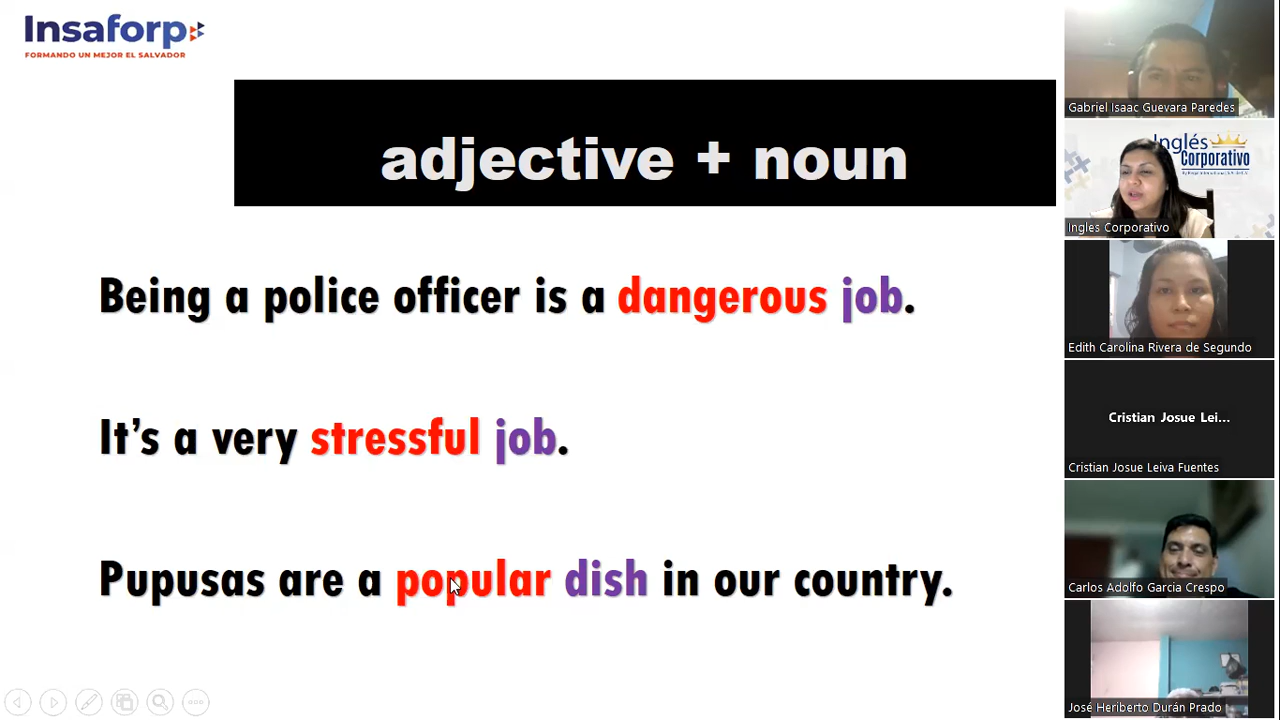 Insaforp
FORMANDO UN MEJOR EL SALVADOR
adjective + noun
Being a police officer is a dangerous job.
It's a very stressful job.
Pupusas are a popular dish in our country.
Gabriel Isaac Guevara Paredes
Inglés
Corporativo
Ingles Corporativo
Edith Carolina Rivera de Segundo
Cristian Josue Lei...
Cristian Josue Leiva Fuentes
Carlos Adolfo Garcia Crespo
José Heriberto Durán Prado